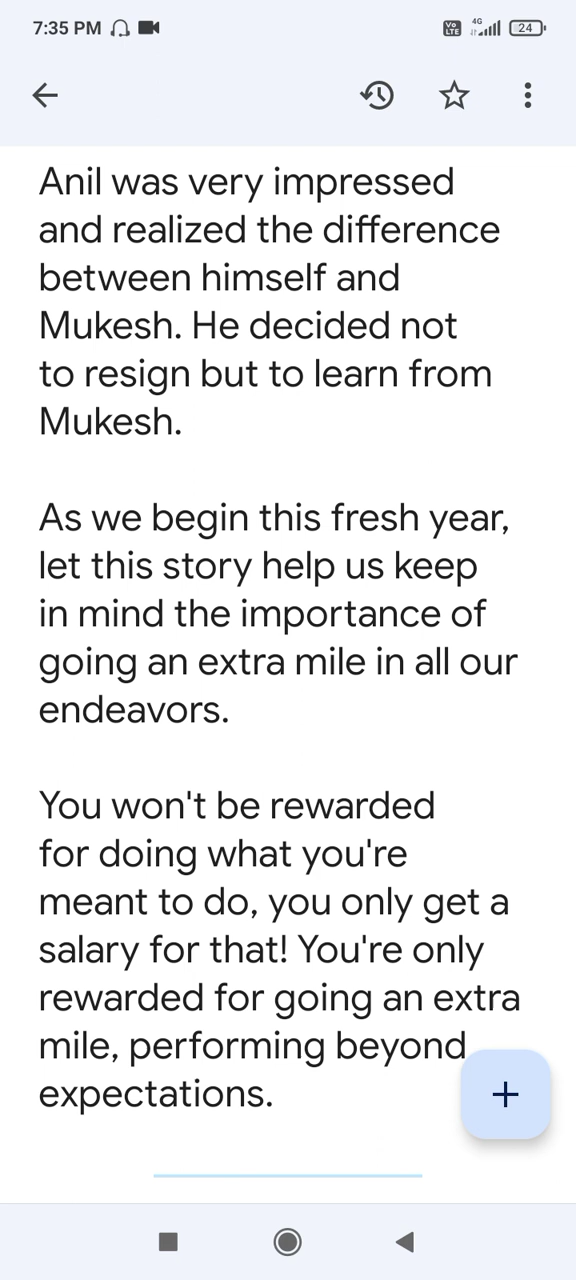 7:35 PM
Vo
LTE
4G
24
Anil was very impressed
and realized the difference
between himself and
Mukesh. He decided not
to resign but to learn from
Mukesh.
As we begin this fresh year,
let this story help us keep
in mind the importance of
going an extra mile in all our
endeavors.
You won't be rewarded
for doing what you're
meant to do, you only get a
salary for that! You're only
rewarded for going an extra
mile, performing beyond
expectations.